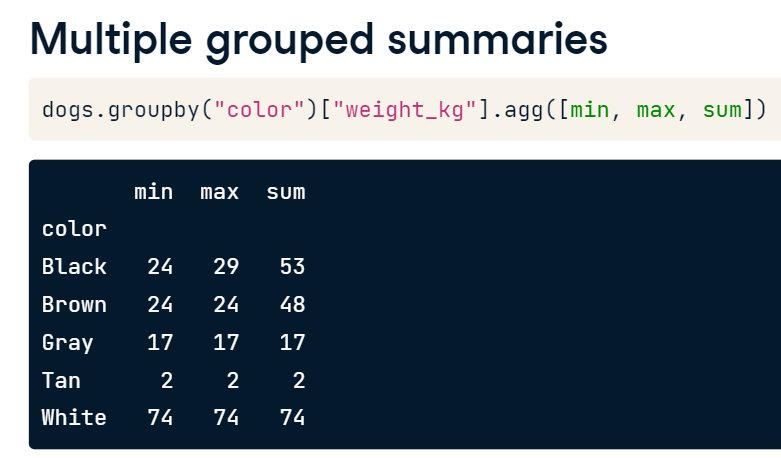 Multiple grouped summaries
dogs.groupby("color")["weight_kg"].agg([min, max, sum])
       min  max  sum
color
Black   24   29   53
Brown   24   24   48
Gray    17   17   17
Tan      2    2    2
White   74   74   74